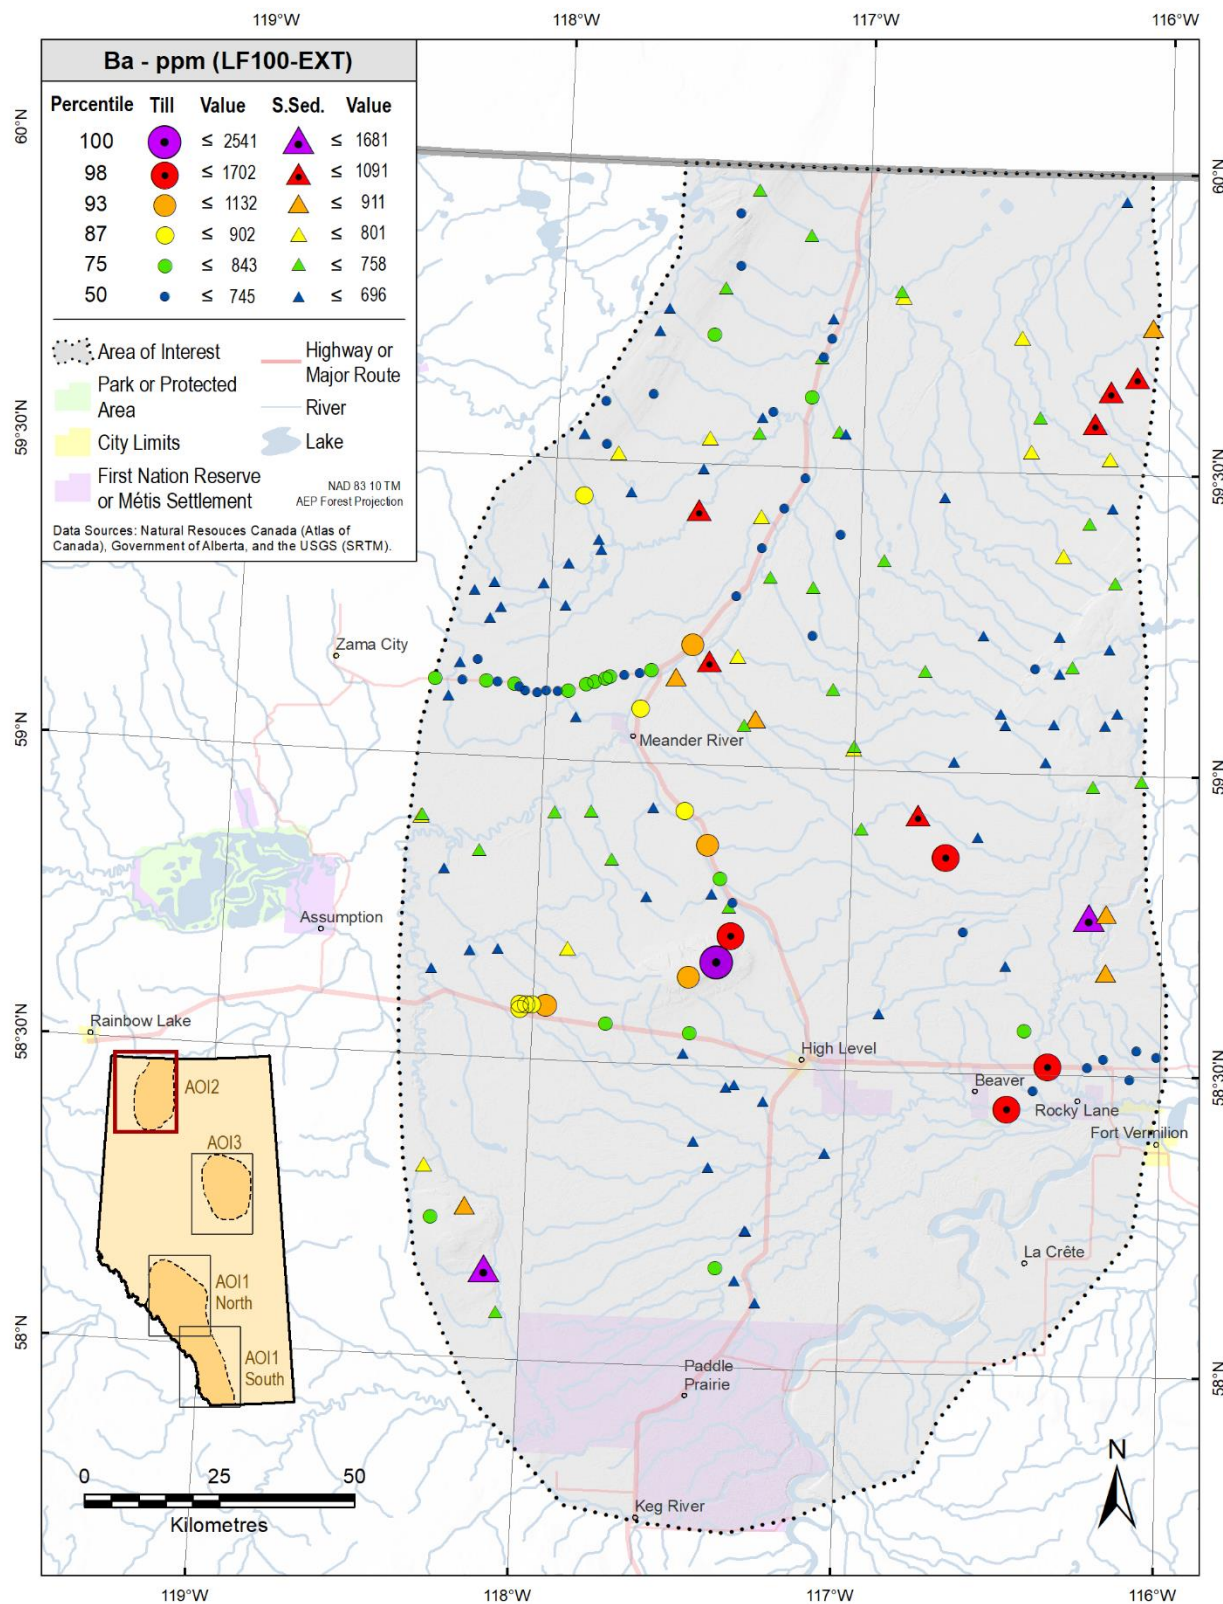 119°W 118°W 117°W 116°W
Ba - ppm (LF100-EXT)
Percentile Till Value S.Sed. Value
100 ≤ 2541 ≤ 1681
98 ≤ 1702 ≤ 1091
93 ≤ 1132 ≤ 911
87 ≤ 902 ≤ 801
75 ≤ 843 ≤ 758
50 ≤ 745 ≤ 696
Area of Interest
Highway or
Major Route
Park or Protected
Area
River
City Limits
Lake
First Nation Reserve
or Métis Settlement
NAD 83 10 TM
AEP Forest Projection
Data Sources: Natural Resouces Canada (Atlas of
Canada), Government of Alberta, and the USGS (SRTM).
60°N
60°N
59°30'N
59°30'N
Zama City
59°N
Meander River
59°N
Assumption
58°30'N
Rainbow Lake
High Level
58°30'N
Beaver
Rocky Lane
Fort Vermilion
AOI2
AOI3
La Crête
AOI1
North
58°N
AOI1
South
Paddle
Prairie
58°N
0 25 50
Kilometres
N
Keg River
119°W 118°W 117°W 116°W